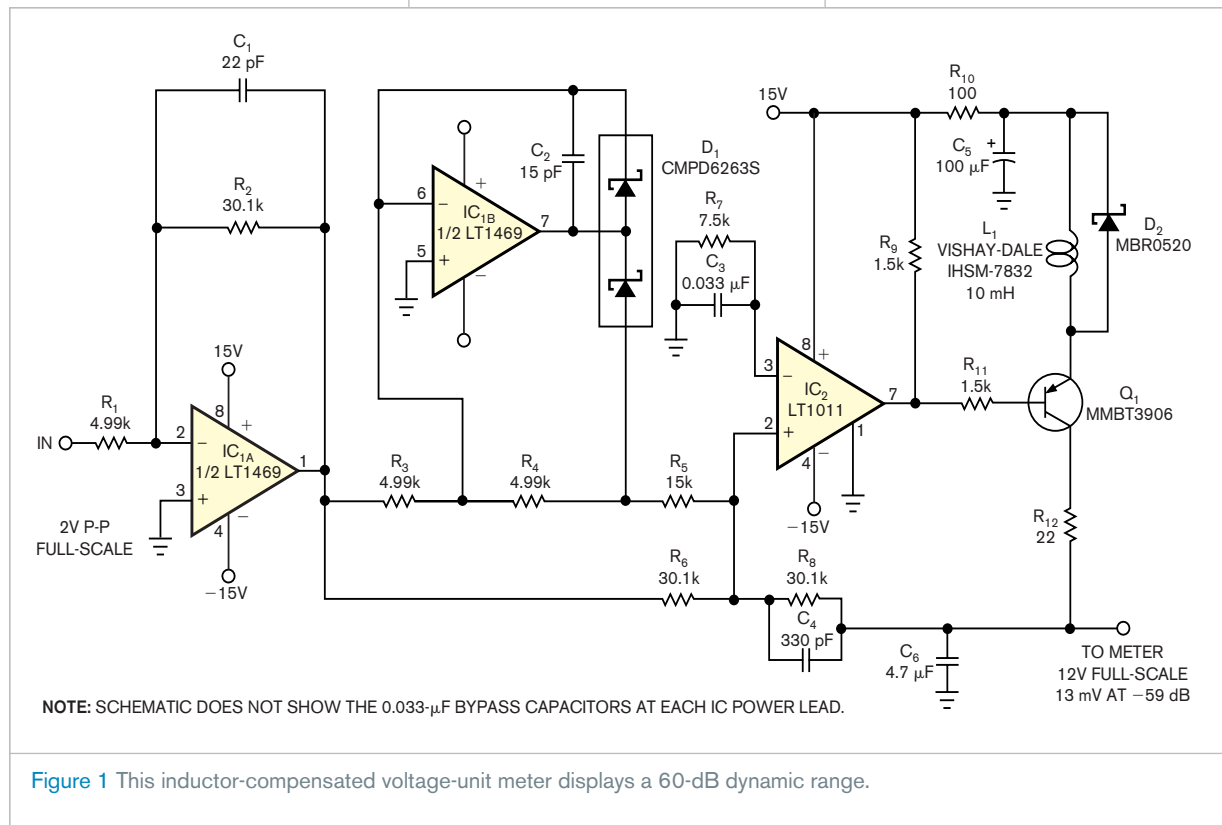 C1
22 pF
R2
30.1k
R1
4.99k
IN
2V P-P
FULL-SCALE
15V
8
+
2
−
IC1A
1/2 LT1469
1
3
+
−
4
−15V
C2
15 pF
+
6
−
IC1B
1/2 LT1469
7
5
+
−
D1
CMPD6263S
R7
7.5k
C3
0.033 µF
R3
4.99k
R4
4.99k
R5
15k
R6
30.1k
R8
30.1k
C4
330 pF
15V
R10
100
C5
+
100 µF
R9
1.5k
L1
VISHAY-DALE
IHSM-7832
10 mH
D2
MBR0520
8
+
3
−
IC2
LT1011
7
2
+
1
4
−
−15V
R11
1.5k
Q1
MMBT3906
R12
22
C6
4.7 µF
TO METER
12V FULL-SCALE
13 mV AT −59 dB
NOTE: SCHEMATIC DOES NOT SHOW THE 0.033-µF BYPASS CAPACITORS AT EACH IC POWER LEAD.
Figure 1 This inductor-compensated voltage-unit meter displays a 60-dB dynamic range.